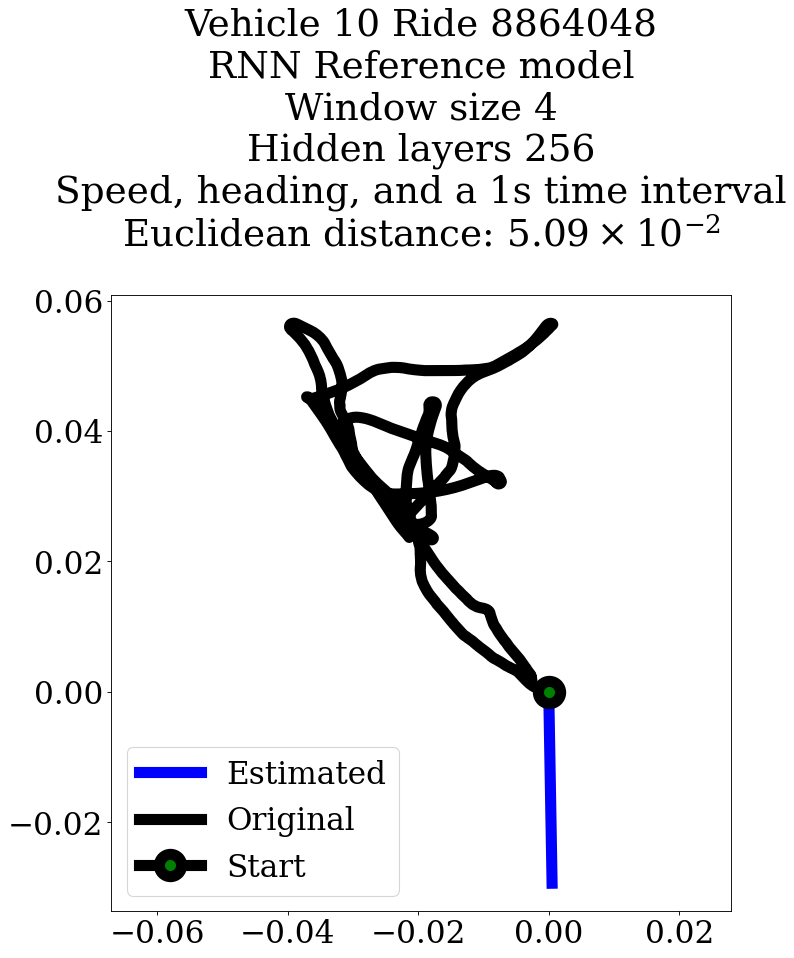 Vehicle 10 Ride 8864048
RNN Reference model
Window size 4
Hidden layers 256
Speed, heading, and a 1s time interval
Euclidean distance: 5.09 × 10⁻²
0.06
0.04
0.02
0.00
−0.02
Estimated
Original
Start
−0.06
−0.04
−0.02
0.00
0.02